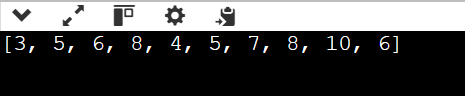 [3, 5, 6, 8, 4, 5, 7, 8, 10, 6]